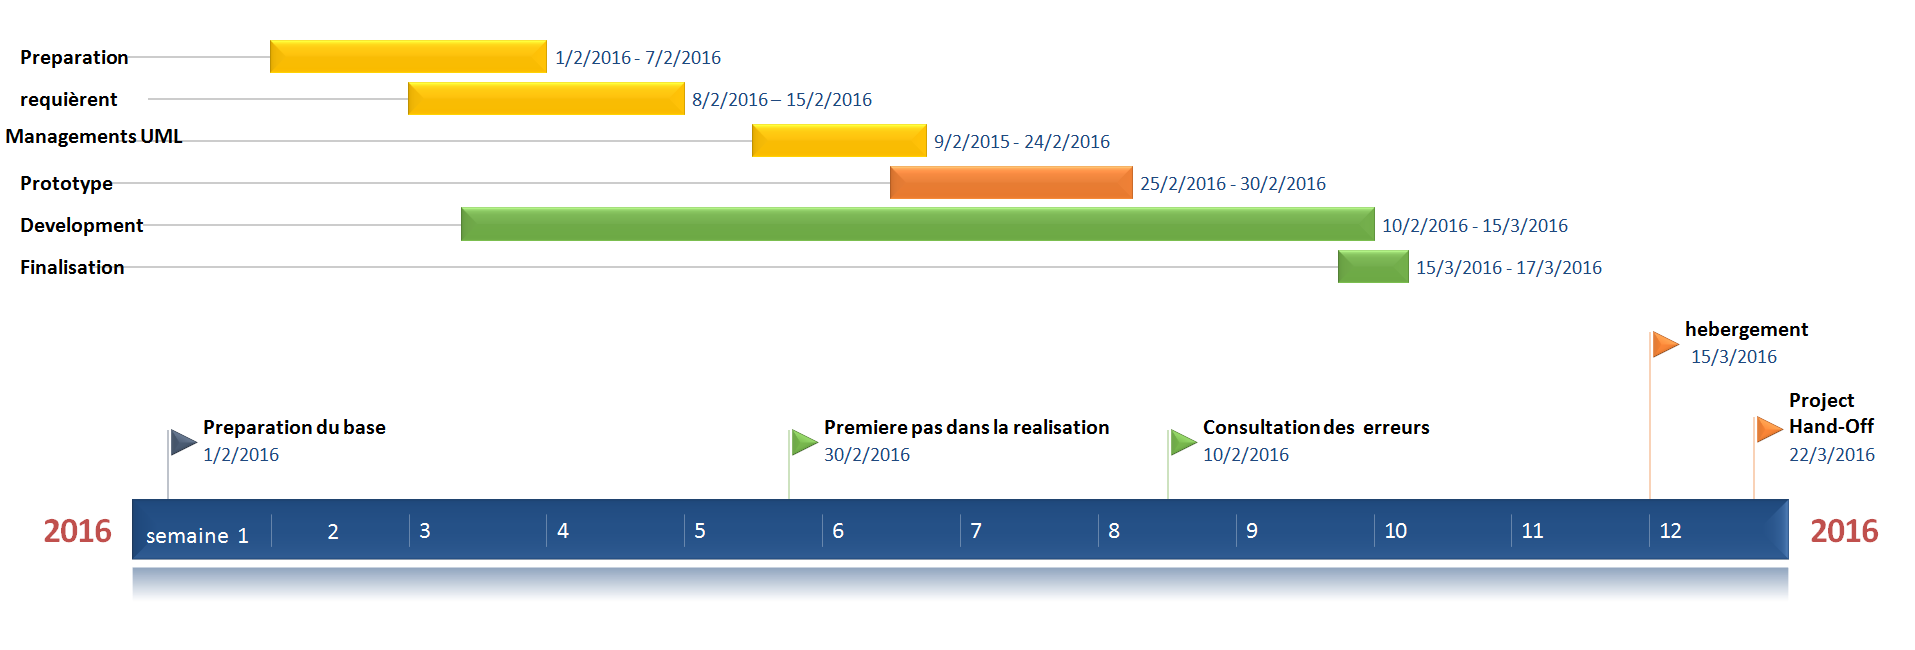 Preparation 1/2/2016 - 7/2/2016
requièrent 8/2/2016 – 15/2/2016
Managements UML 9/2/2015 - 24/2/2016
Prototype 25/2/2016 - 30/2/2016
Development 10/2/2016 - 15/3/2016
Finalisation 15/3/2016 - 17/3/2016
hebergement
15/3/2016
Project
Hand-Off
22/3/2016
Preparation du base
1/2/2016
Premiere pas dans la realisation
30/2/2016
Consultation des erreurs
10/2/2016
2016 semaine 1 2 3 4 5 6 7 8 9 10 11 12 2016